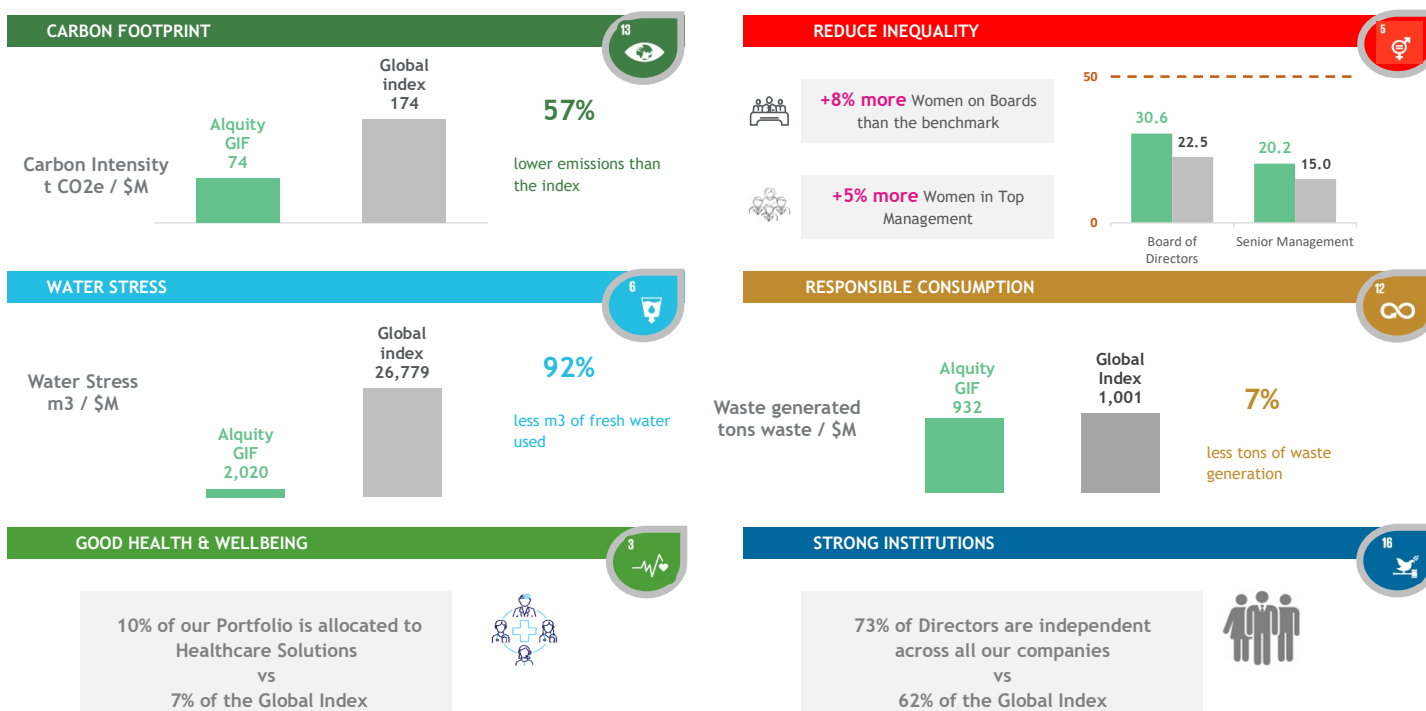 CARBON FOOTPRINT
13
Carbon Intensity
t CO2e / $M
Alquity
GIF
74
Global
index
174
57%
lower emissions than
the index
REDUCE INEQUALITY
5
+8% more Women on Boards
than the benchmark
+5% more Women in Top
Management
50
0
30.6
22.5
20.2
15.0
Board of
Directors
Senior Management
WATER STRESS
6
Water Stress
m3 / $M
Alquity
GIF
2,020
Global
index
26,779
92%
less m3 of fresh water
used
RESPONSIBLE CONSUMPTION
12
Waste generated
tons waste / $M
Alquity
GIF
932
Global
Index
1,001
7%
less tons of waste
generation
GOOD HEALTH & WELLBEING
3
10% of our Portfolio is allocated to
Healthcare Solutions
vs
7% of the Global Index
STRONG INSTITUTIONS
16
73% of Directors are independent
across all our companies
vs
62% of the Global Index